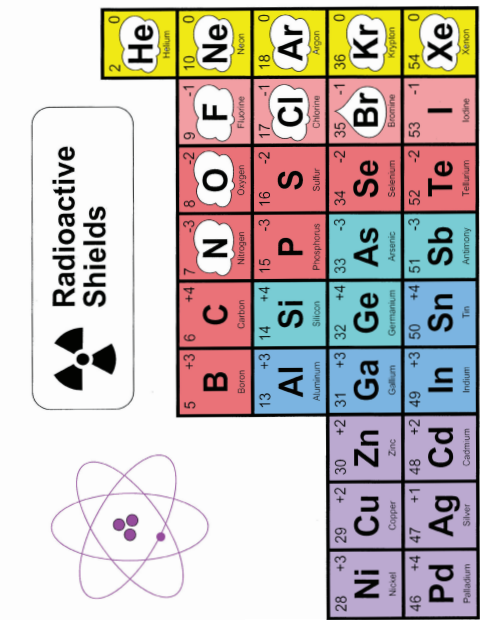 Radioactive
Shields
2 0
He
Helium
5 +3 6 +4 7 -3 8 -2 9 -1 10 0
B C N O F Ne
Boron Carbon Nitrogen Oxygen Fluorine Neon
13 +3 14 +4 15 -3 16 -2 17 -1 18 0
Al Si P S Cl Ar
Aluminum Silicon Phosphorus Sulfur Chlorine Argon
28 +3 29 +2 30 +2 31 +3 32 +4 33 -3 34 -2 35 -1 36 0
Ni Cu Zn Ga Ge As Se Br Kr
Nickel Copper Zinc Gallium Germanium Arsenic Selenium Bromine Krypton
46 +4 47 +1 48 +2 49 +3 50 +4 51 -3 52 -2 53 -1 54 0
Pd Ag Cd In Sn Sb Te I Xe
Palladium Silver Cadmium Indium Tin Antimony Tellurium Iodine Xenon